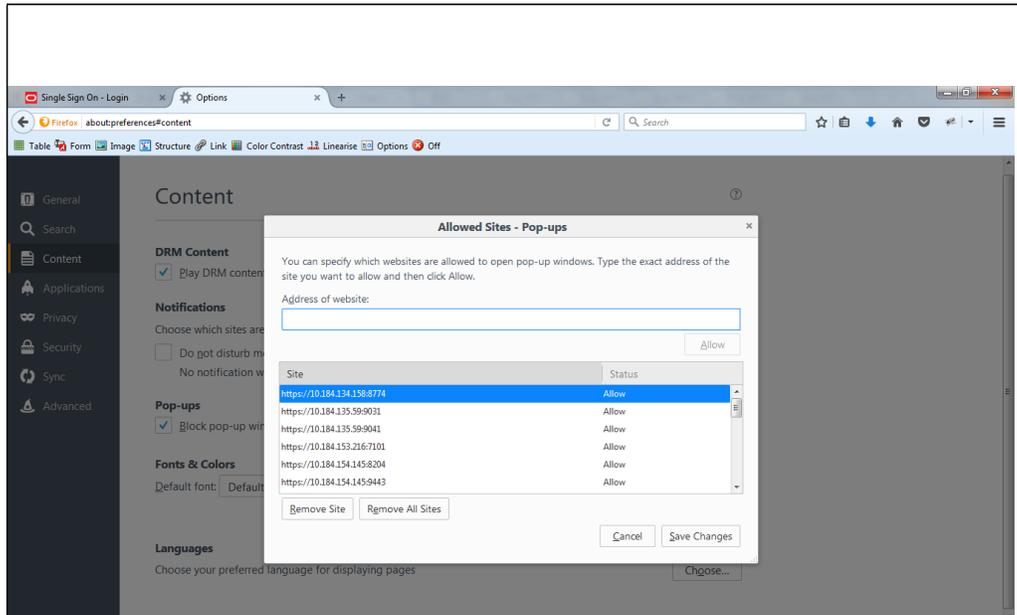 Single Sign On - Login
Options
Firefox about:preferences#content
Search
Table Form Image Structure Link Color Contrast Linearise Options Off
General
Search
Content
Applications
Privacy
Security
Sync
Advanced
Content
DRM Content
Play DRM conten
Notifications
Choose which sites are
Do not disturb m
No notification w
Pop-ups
Block pop-up win
Fonts & Colors
Default font: Default
Languages
Choose your preferred language for displaying pages
Choose...
Allowed Sites - Pop-ups
You can specify which websites are allowed to open pop-up windows. Type the exact address of the
site you want to allow and then click Allow.
Address of website:
Allow
Site Status
https://10.184.134.158:8774 Allow
https://10.184.135.59:9031 Allow
https://10.184.135.59:9041 Allow
https://10.184.153.216:7101 Allow
https://10.184.154.145:8204 Allow
https://10.184.154.145:9443 Allow
Remove Site Remove All Sites
Cancel Save Changes